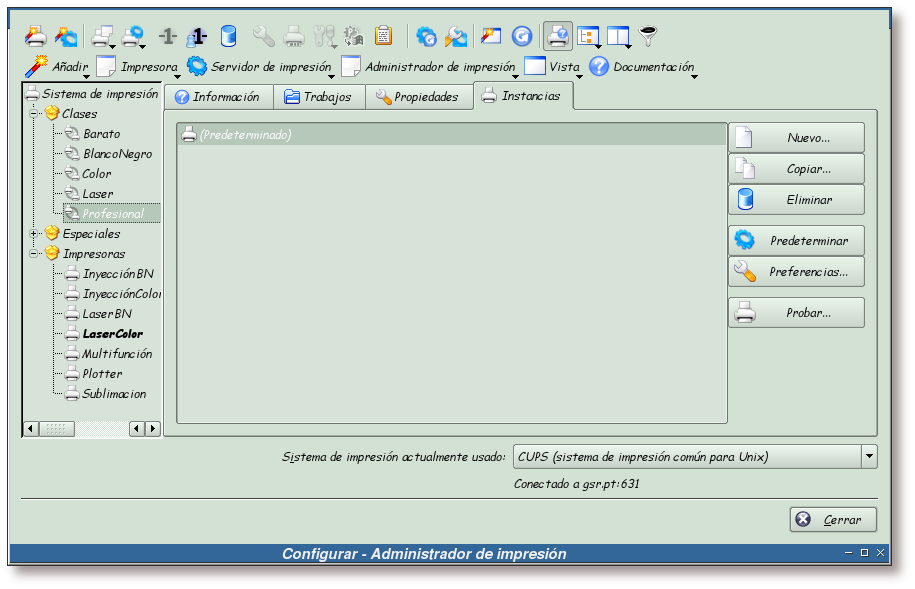 Añadir Impresora Servidor de impresión Administrador de impresión Vista Documentación
Sistema de impresión
Clases
Barato
BlancoNegro
Color
Laser
Profesional
Especiales
Impresoras
InyecciónBN
InyecciónColor
LaserBN
LaserColor
Multifunción
Plotter
Sublimacion
Información Trabajos Propiedades Instancias
(Predeterminado)
Nuevo...
Copiar...
Eliminar
Predeterminar
Preferencias...
Probar...
Sistema de impresión actualmente usado: CUPS (sistema de impresión común para Unix)
Conectado a gsr.pt:631
Cerrar
Configurar - Administrador de impresión